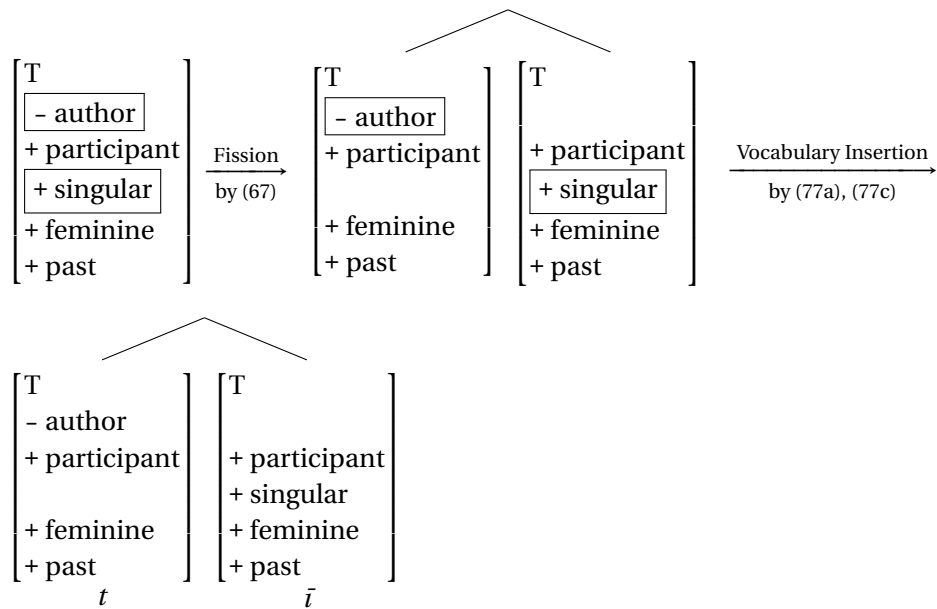 T
– author
+ participant
+ singular
+ feminine
+ past
Fission
by (67)
T
– author
+ participant
+ feminine
+ past
T
+ participant
+ singular
+ feminine
+ past
Vocabulary Insertion
by (77a), (77c)
T
– author
+ participant
+ feminine
+ past
t
T
+ participant
+ singular
+ feminine
+ past
ī